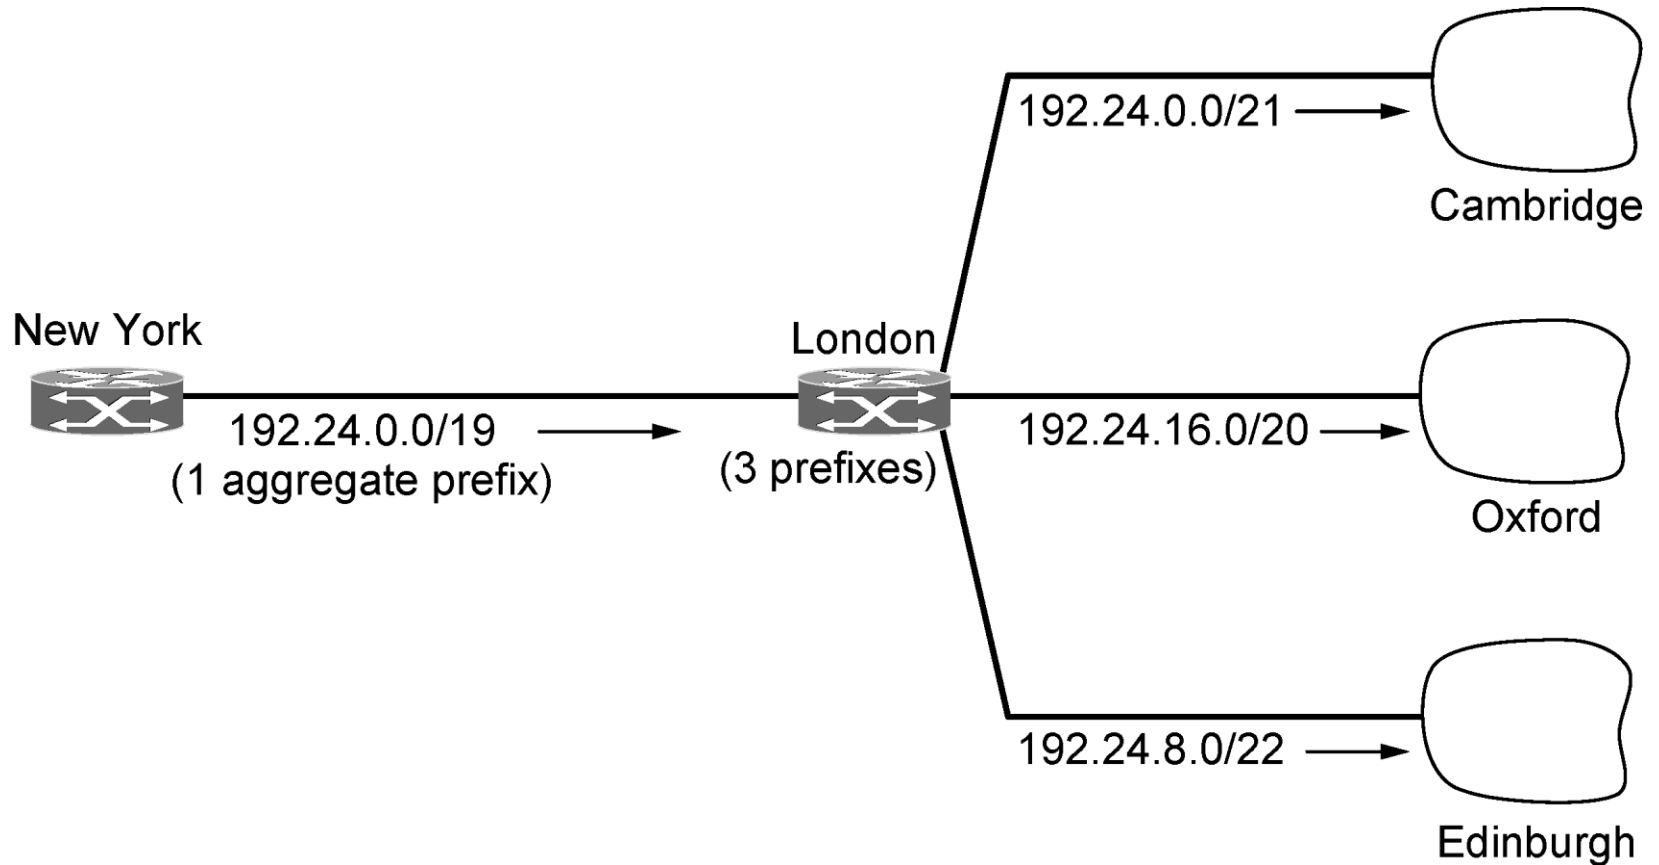 192.24.0.0/21
Cambridge
New York
London
192.24.0.0/19
(1 aggregate prefix)
(3 prefixes)
192.24.16.0/20
Oxford
192.24.8.0/22
Edinburgh